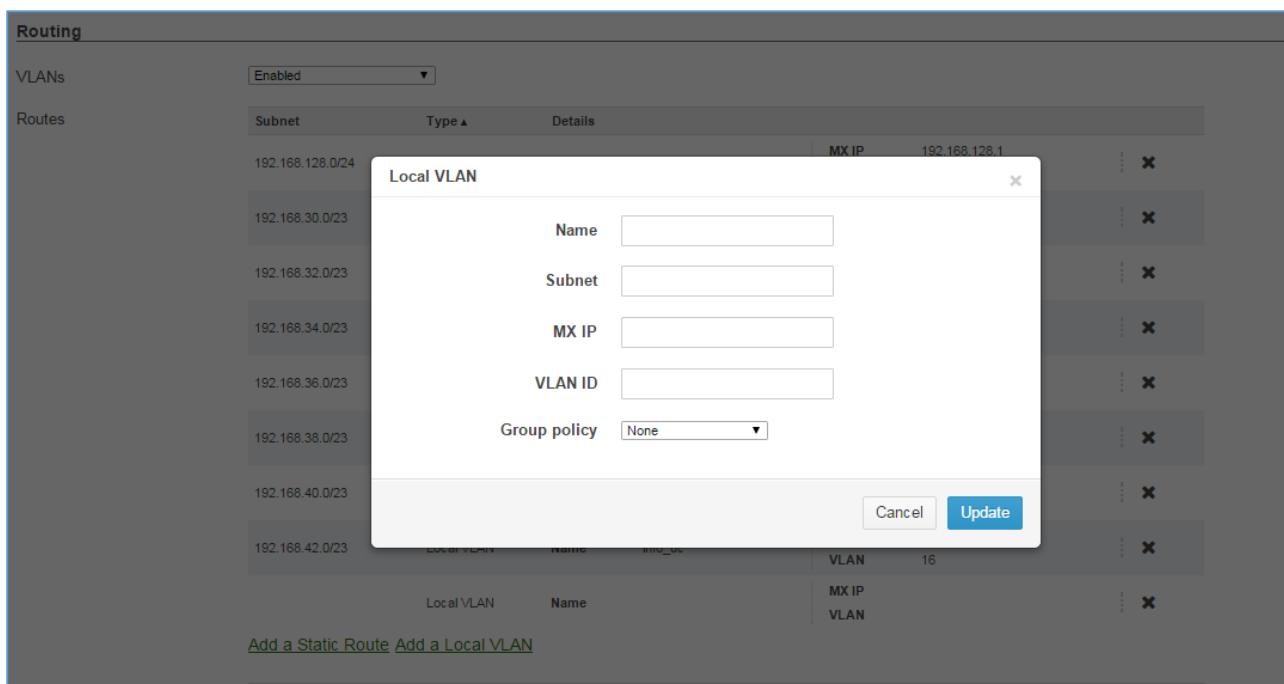 Routing
VLANs Enabled
Routes Subnet Type Details
192.168.128.0/24 MX IP 192.168.128.1
Local VLAN
192.168.30.0/23
Name
192.168.32.0/23
Subnet
192.168.34.0/23
MX IP
192.168.36.0/23
VLAN ID
192.168.38.0/23
Group policy None
192.168.40.0/23
Cancel Update
192.168.42.0/23 Local VLAN Name info_dc
VLAN 16
Local VLAN Name MX IP
VLAN
Add a Static Route Add a Local VLAN